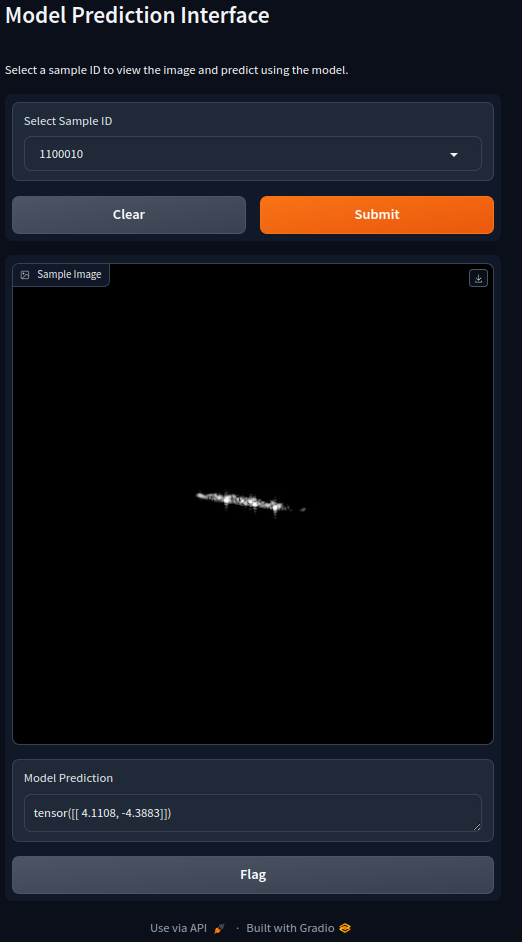 Model Prediction Interface
Select a sample ID to view the image and predict using the model.
Select Sample ID
1100010
Clear Submit
Sample Image
Model Prediction
tensor([[ 4.1108, -4.3883]])
Flag
Use via API · Built with Gradio